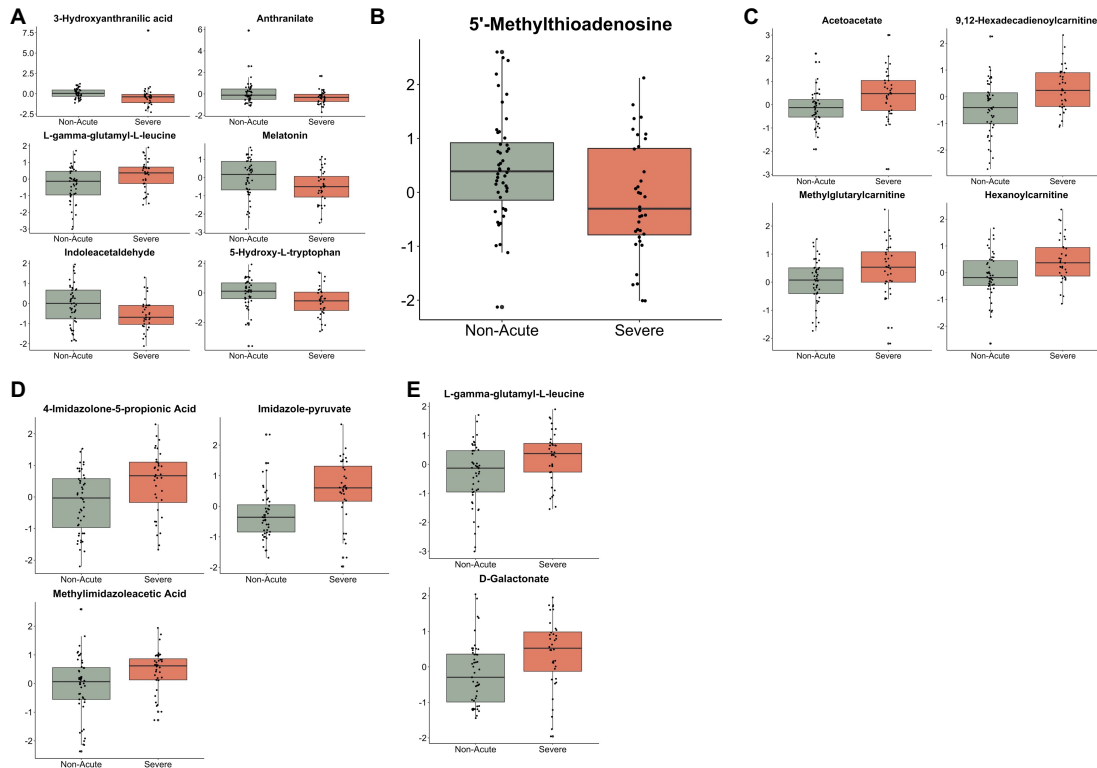 A
3-Hydroxyanthranilic acid
7.5
5.0
2.5
0.0
-2.5
Non-Acute Severe
Anthranilate
6
4
2
0
-2
Non-Acute Severe
L-gamma-glutamyl-L-leucine
2
1
0
-1
-2
-3
Non-Acute Severe
Melatonin
1
0
-1
-2
-3
Non-Acute Severe
Indoleacetaldehyde
2
1
0
-1
-2
Non-Acute Severe
5-Hydroxy-L-tryptophan
2
0
-2
Non-Acute Severe
B
5'-Methylthioadenosine
2
1
0
-1
-2
Non-Acute Severe
C
Acetoacetate
3
2
1
0
-1
-2
-3
Non-Acute Severe
9,12-Hexadecadienoylcarnitine
3
2
1
0
-1
-2
-3
Non-Acute Severe
Methylglutarylcarnitine
2
1
0
-1
-2
Non-Acute Severe
Hexanoylcarnitine
2
1
0
-1
-2
Non-Acute Severe
D
4-Imidazolone-5-propionic Acid
2
1
0
-1
-2
Non-Acute Severe
Imidazole-pyruvate
2
1
0
-1
-2
Non-Acute Severe
Methylimidazoleacetic Acid
2
1
0
-1
-2
Non-Acute Severe
E
L-gamma-glutamyl-L-leucine
2
1
0
-1
-2
-3
Non-Acute Severe
D-Galactonate
2
1
0
-1
-2
Non-Acute Severe